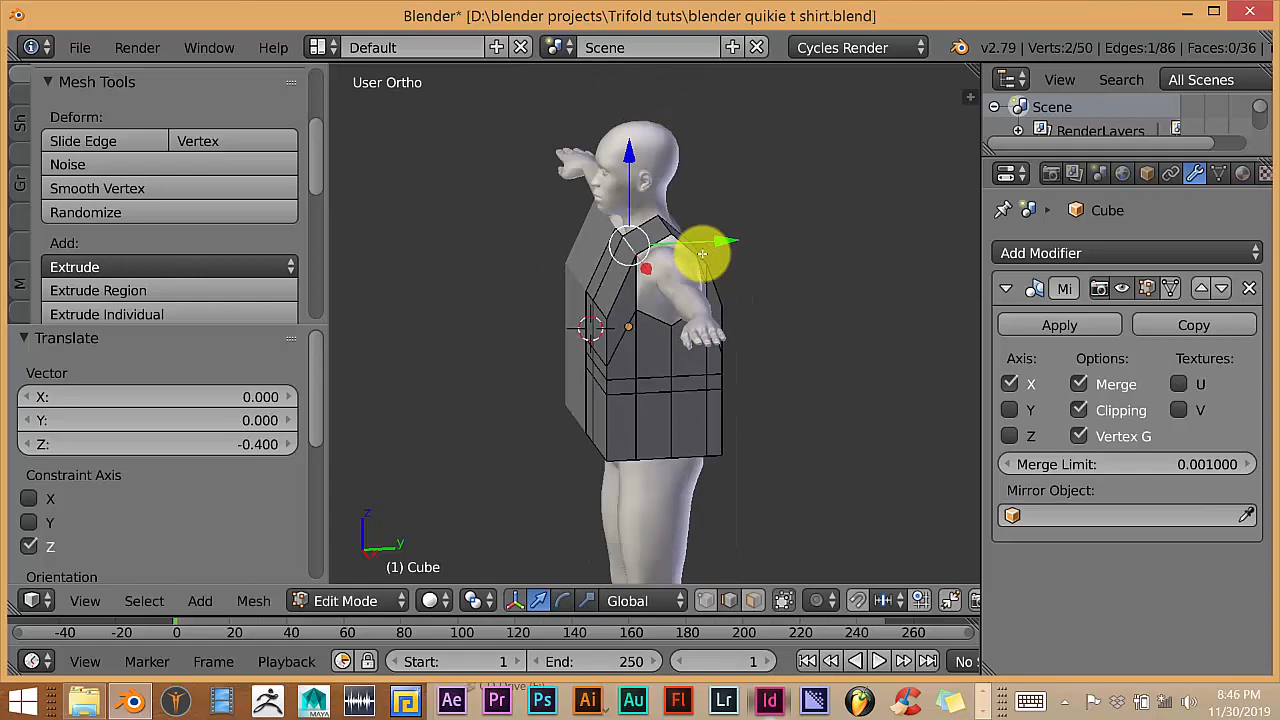 Blender* [D:\blender projects\Trifold tuts\blender quikie t shirt.blend]
File Render Window Help Default Scene Cycles Render v2.79 | Verts:2/50 | Edges:1/86 | Faces:0/36 |
Mesh Tools
Deform:
Slide Edge Vertex
Noise
Smooth Vertex
Randomize
Add:
Extrude
Extrude Region
Extrude Individual
Translate
Vector
X: 0.000
Y: 0.000
Z: -0.400
Constraint Axis
X
Y
Z
Orientation
Sh
Gr
M
User Ortho
z
y
(1) Cube
View Search All Scenes
Scene
RenderLayers
Cube
Add Modifier
Mi
Apply Copy
Axis: Options: Textures:
X Merge U
Y Clipping V
Z Vertex G
Merge Limit: 0.001000
Mirror Object:
View Select Add Mesh Edit Mode Global
-40 -20 0 20 40 60 80 100 120 140 160 180 200 220 240 260
View Marker Frame Playback Start: 1 End: 250 1 No S
MAYA Ae Pr Ps Ai Au Fl Lr Id
8:46 PM
11/30/2019